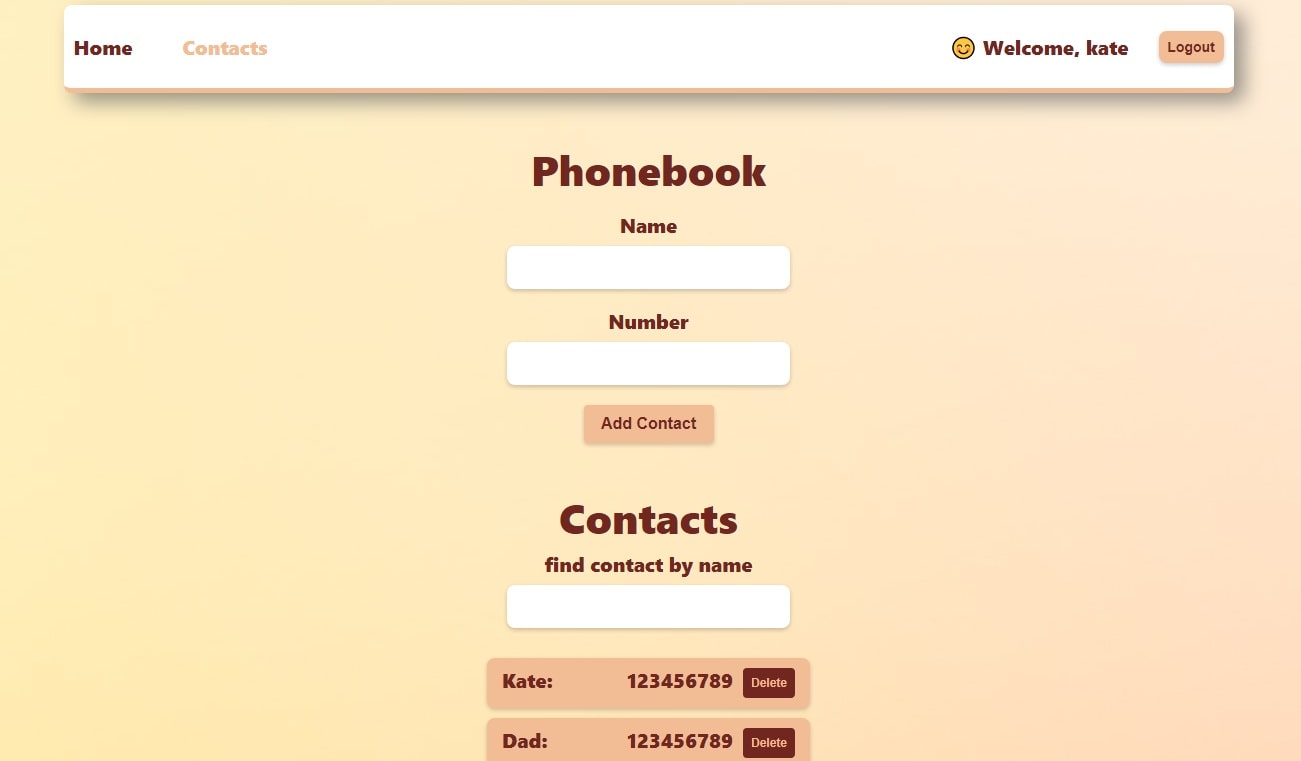 Home Contacts 😊 Welcome, kate Logout
Phonebook
Name
Number
Add Contact
Contacts
find contact by name
Kate: 123456789 Delete
Dad: 123456789 Delete